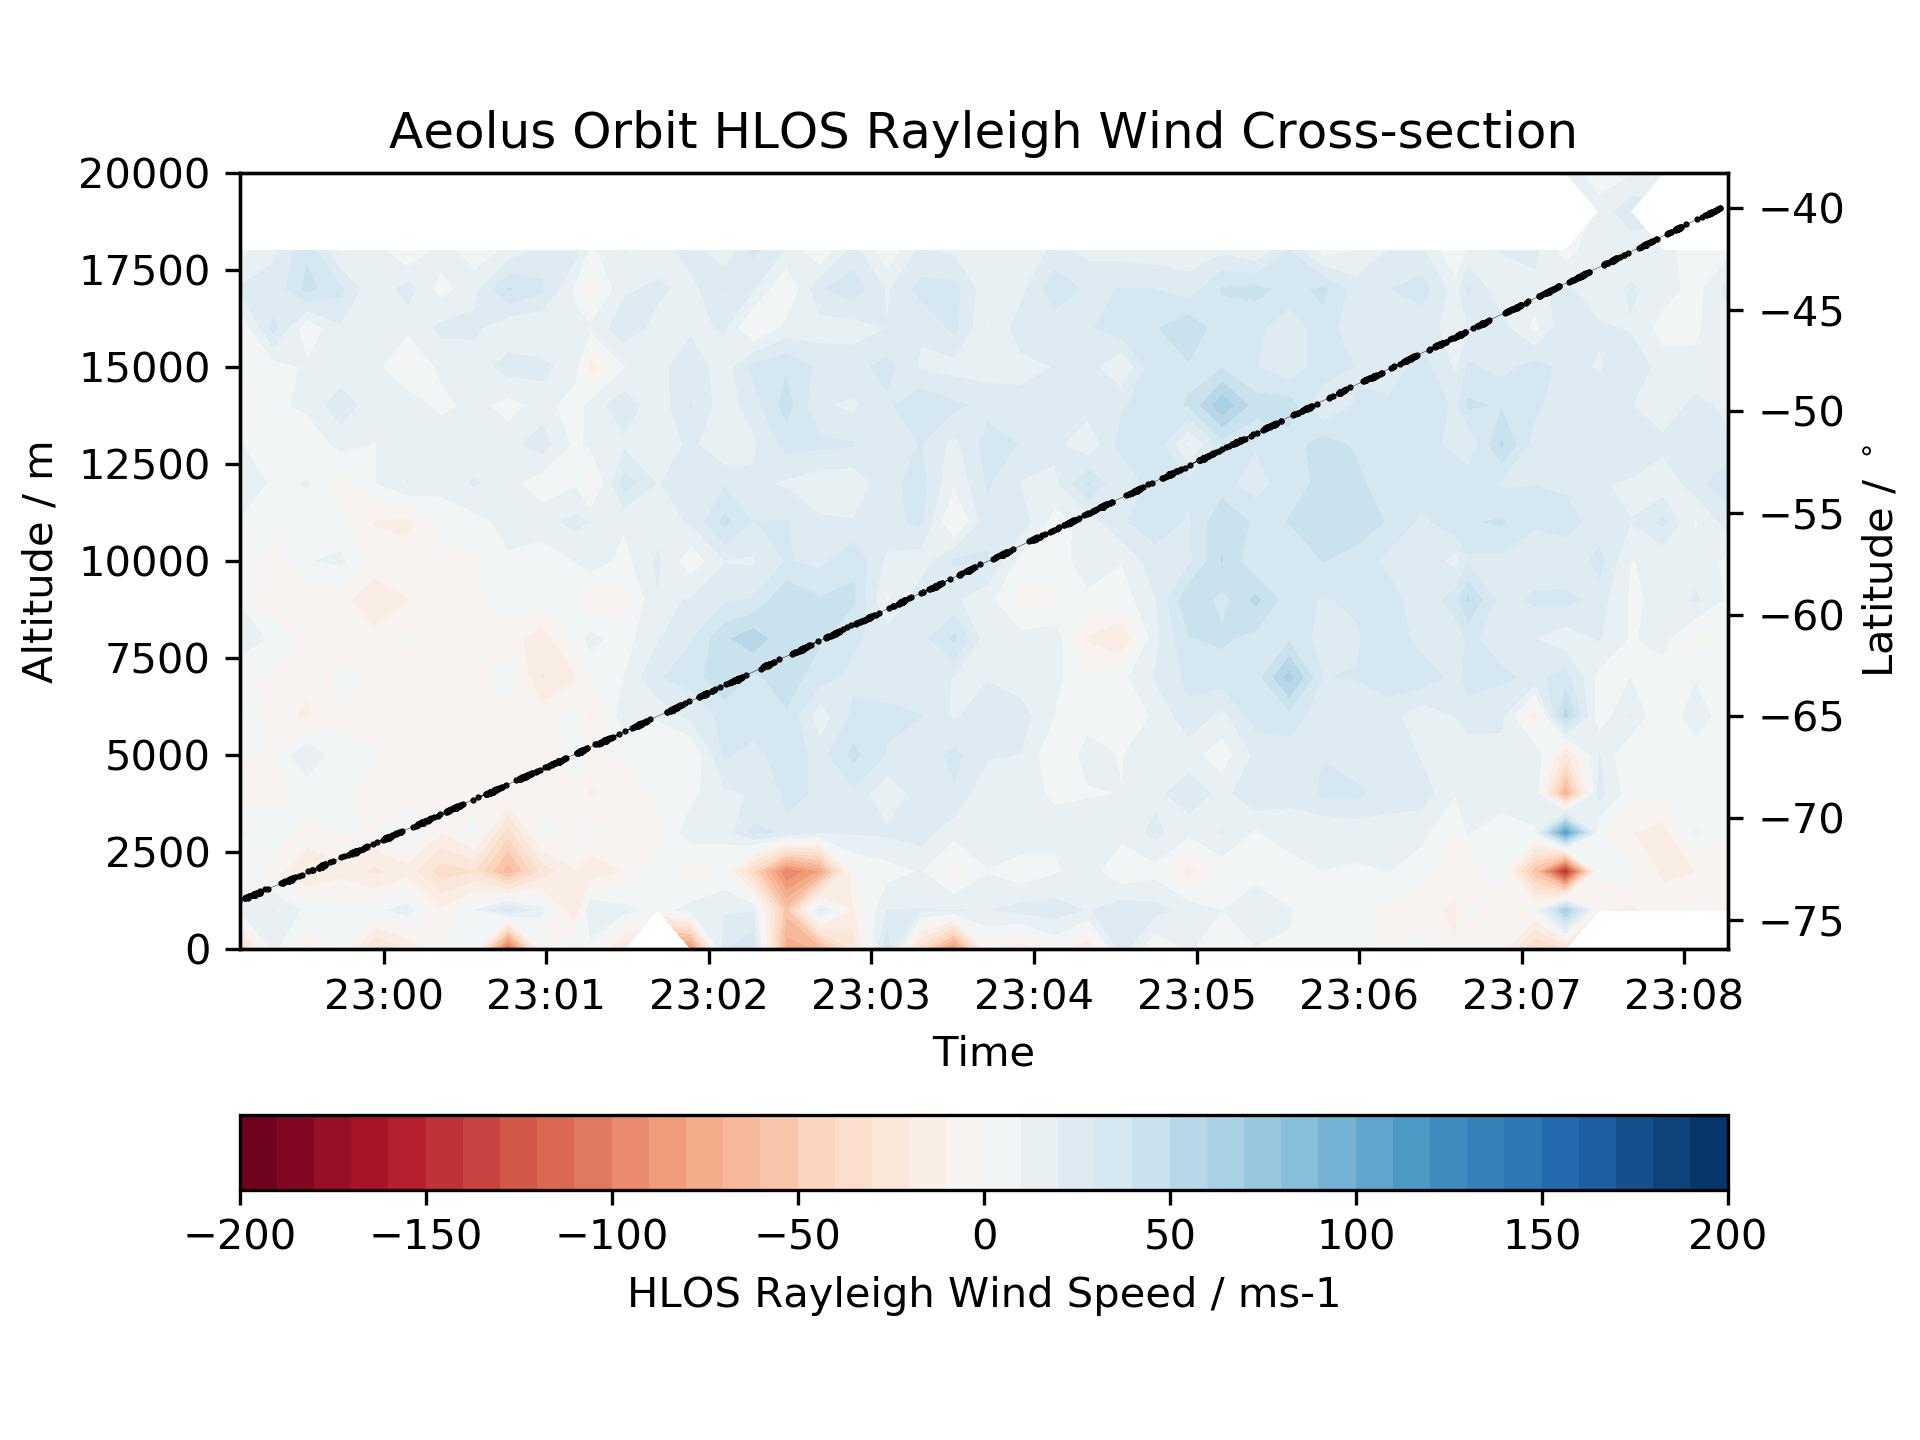 Aeolus Orbit HLOS Rayleigh Wind Cross-section
20000
17500
15000
12500
10000
7500
5000
2500
0
Altitude / m
−40
−45
−50
−55
−60
−65
−70
−75
Latitude / °
23:00 23:01 23:02 23:03 23:04 23:05 23:06 23:07 23:08
Time
−200 −150 −100 −50 0 50 100 150 200
HLOS Rayleigh Wind Speed / ms-1